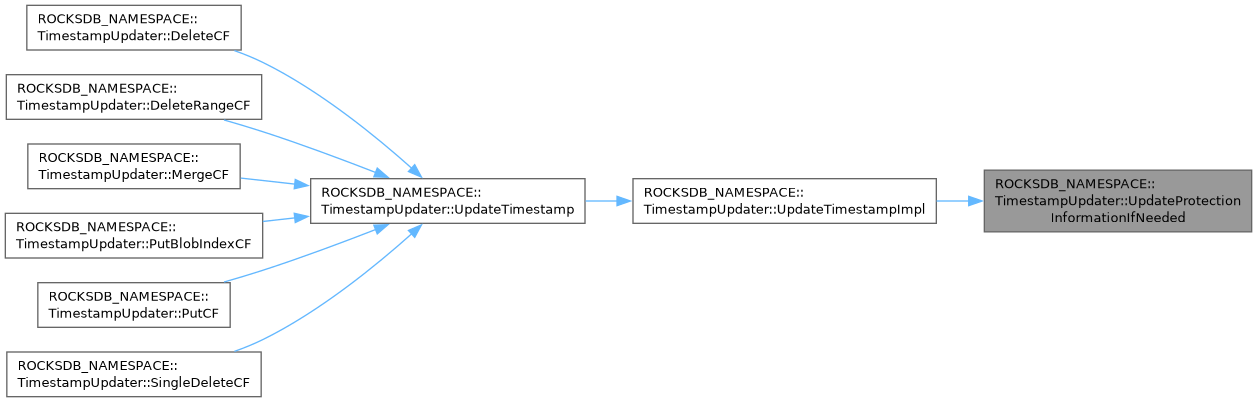 ROCKSDB_NAMESPACE::
TimestampUpdater::DeleteCF
ROCKSDB_NAMESPACE::
TimestampUpdater::DeleteRangeCF
ROCKSDB_NAMESPACE::
TimestampUpdater::MergeCF
ROCKSDB_NAMESPACE::
TimestampUpdater::PutBlobIndexCF
ROCKSDB_NAMESPACE::
TimestampUpdater::PutCF
ROCKSDB_NAMESPACE::
TimestampUpdater::SingleDeleteCF
ROCKSDB_NAMESPACE::
TimestampUpdater::UpdateTimestamp
ROCKSDB_NAMESPACE::
TimestampUpdater::UpdateTimestampImpl
ROCKSDB_NAMESPACE::
TimestampUpdater::UpdateProtection
InformationIfNeeded